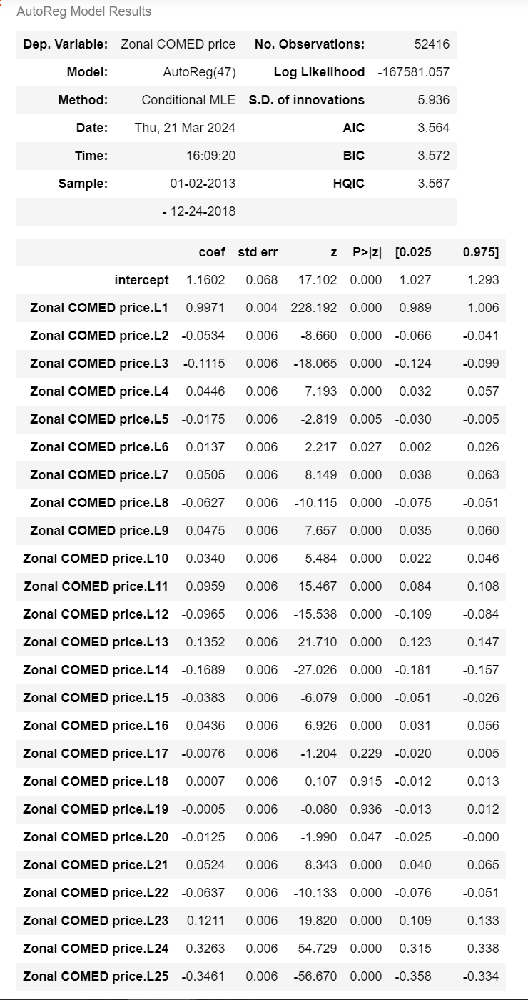 AutoReg Model Results
Dep. Variable: Zonal COMED price No. Observations: 52416
Model: AutoReg(47) Log Likelihood -167581.057
Method: Conditional MLE S.D. of innovations 5.936
Date: Thu, 21 Mar 2024 AIC 3.564
Time: 16:09:20 BIC 3.572
Sample: 01-02-2013 HQIC 3.567
- 12-24-2018
coef std err z P>|z| [0.025 0.975]
intercept 1.1602 0.068 17.102 0.000 1.027 1.293
Zonal COMED price.L1 0.9971 0.004 228.192 0.000 0.989 1.006
Zonal COMED price.L2 -0.0534 0.006 -8.660 0.000 -0.066 -0.041
Zonal COMED price.L3 -0.1115 0.006 -18.065 0.000 -0.124 -0.099
Zonal COMED price.L4 0.0446 0.006 7.193 0.000 0.032 0.057
Zonal COMED price.L5 -0.0175 0.006 -2.819 0.005 -0.030 -0.005
Zonal COMED price.L6 0.0137 0.006 2.217 0.027 0.002 0.026
Zonal COMED price.L7 0.0505 0.006 8.149 0.000 0.038 0.063
Zonal COMED price.L8 -0.0627 0.006 -10.115 0.000 -0.075 -0.051
Zonal COMED price.L9 0.0475 0.006 7.657 0.000 0.035 0.060
Zonal COMED price.L10 0.0340 0.006 5.484 0.000 0.022 0.046
Zonal COMED price.L11 0.0959 0.006 15.467 0.000 0.084 0.108
Zonal COMED price.L12 -0.0965 0.006 -15.538 0.000 -0.109 -0.084
Zonal COMED price.L13 0.1352 0.006 21.710 0.000 0.123 0.147
Zonal COMED price.L14 -0.1689 0.006 -27.026 0.000 -0.181 -0.157
Zonal COMED price.L15 -0.0383 0.006 -6.079 0.000 -0.051 -0.026
Zonal COMED price.L16 0.0436 0.006 6.926 0.000 0.031 0.056
Zonal COMED price.L17 -0.0076 0.006 -1.204 0.229 -0.020 0.005
Zonal COMED price.L18 0.0007 0.006 0.107 0.915 -0.012 0.013
Zonal COMED price.L19 -0.0005 0.006 -0.080 0.936 -0.013 0.012
Zonal COMED price.L20 -0.0125 0.006 -1.990 0.047 -0.025 -0.000
Zonal COMED price.L21 0.0524 0.006 8.343 0.000 0.040 0.065
Zonal COMED price.L22 -0.0637 0.006 -10.133 0.000 -0.076 -0.051
Zonal COMED price.L23 0.1211 0.006 19.820 0.000 0.109 0.133
Zonal COMED price.L24 0.3263 0.006 54.729 0.000 0.315 0.338
Zonal COMED price.L25 -0.3461 0.006 -56.670 0.000 -0.358 -0.334